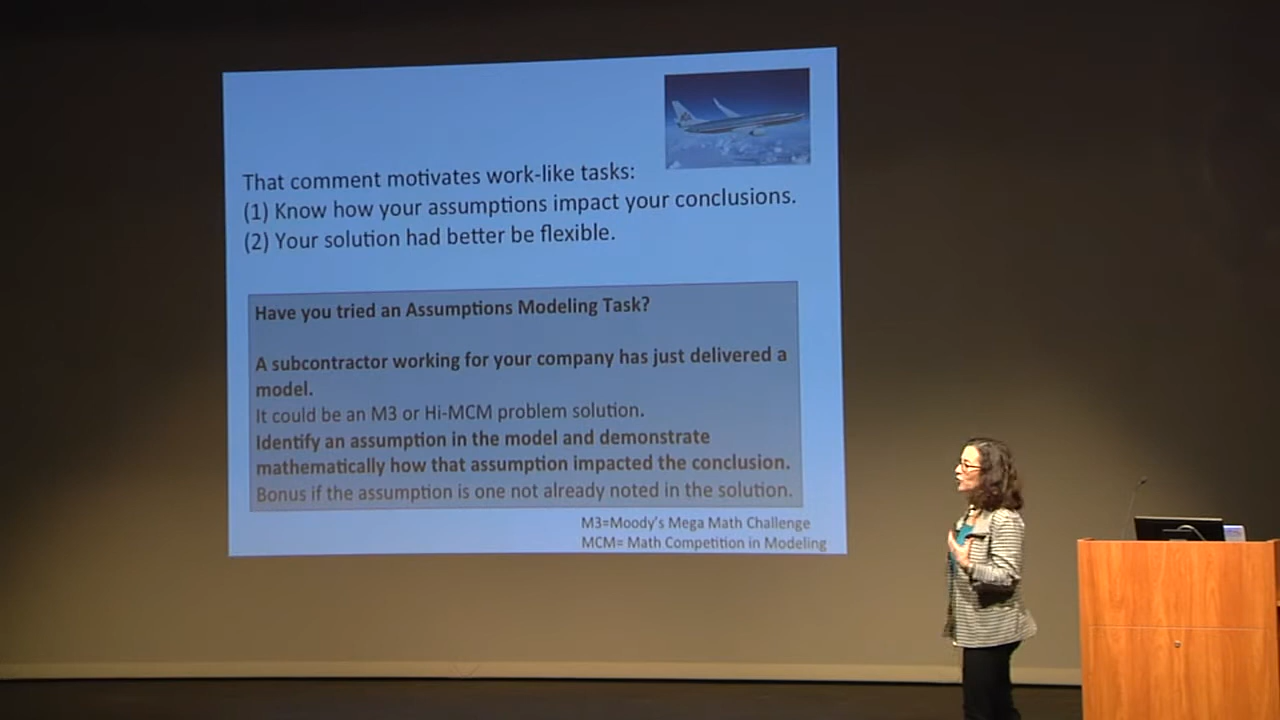 That comment motivates work-like tasks:
(1) Know how your assumptions impact your conclusions.
(2) Your solution had better be flexible.
Have you tried an Assumptions Modeling Task?
A subcontractor working for your company has just delivered a
model.
It could be an M3 or Hi-MCM problem solution.
Identify an assumption in the model and demonstrate
mathematically how that assumption impacted the conclusion.
Bonus if the assumption is one not already noted in the solution.
M3=Moody's Mega Math Challenge
MCM= Math Competition in Modeling